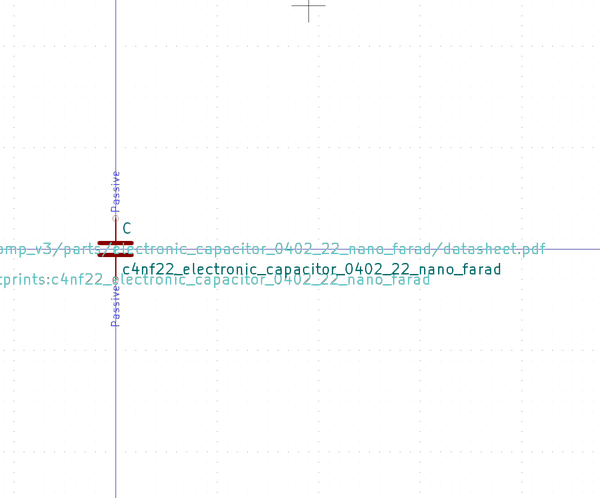 Passive
C
omp_v3/parts/electronic_capacitor_0402_22_nano_farad/datasheet.pdf
c4nf22_electronic_capacitor_0402_22_nano_farad
tprints:c4nf22_electronic_capacitor_0402_22_nano_farad
Passive